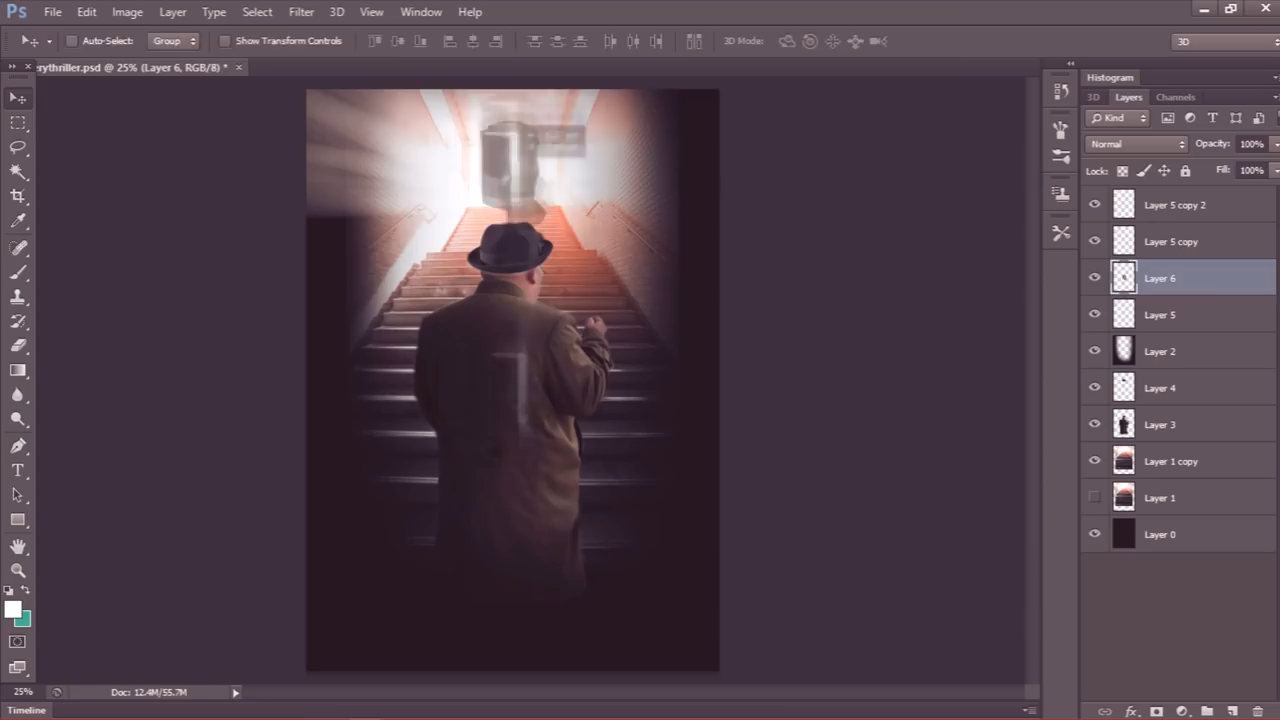 Ps File Edit Image Layer Type Select Filter 3D View Window Help
Auto-Select: Group Show Transform Controls 3D Mode: 3D
erythriller.psd @ 25% (Layer 6, RGB/8) * ×
Histogram
3D Layers Channels
Kind
Normal Opacity: 100%
Lock: Fill: 100%
Layer 5 copy 2
Layer 5 copy
Layer 6
Layer 5
Layer 2
Layer 4
Layer 3
Layer 1 copy
Layer 1
Layer 0
25% Doc: 12.4M/55.7M
Timeline